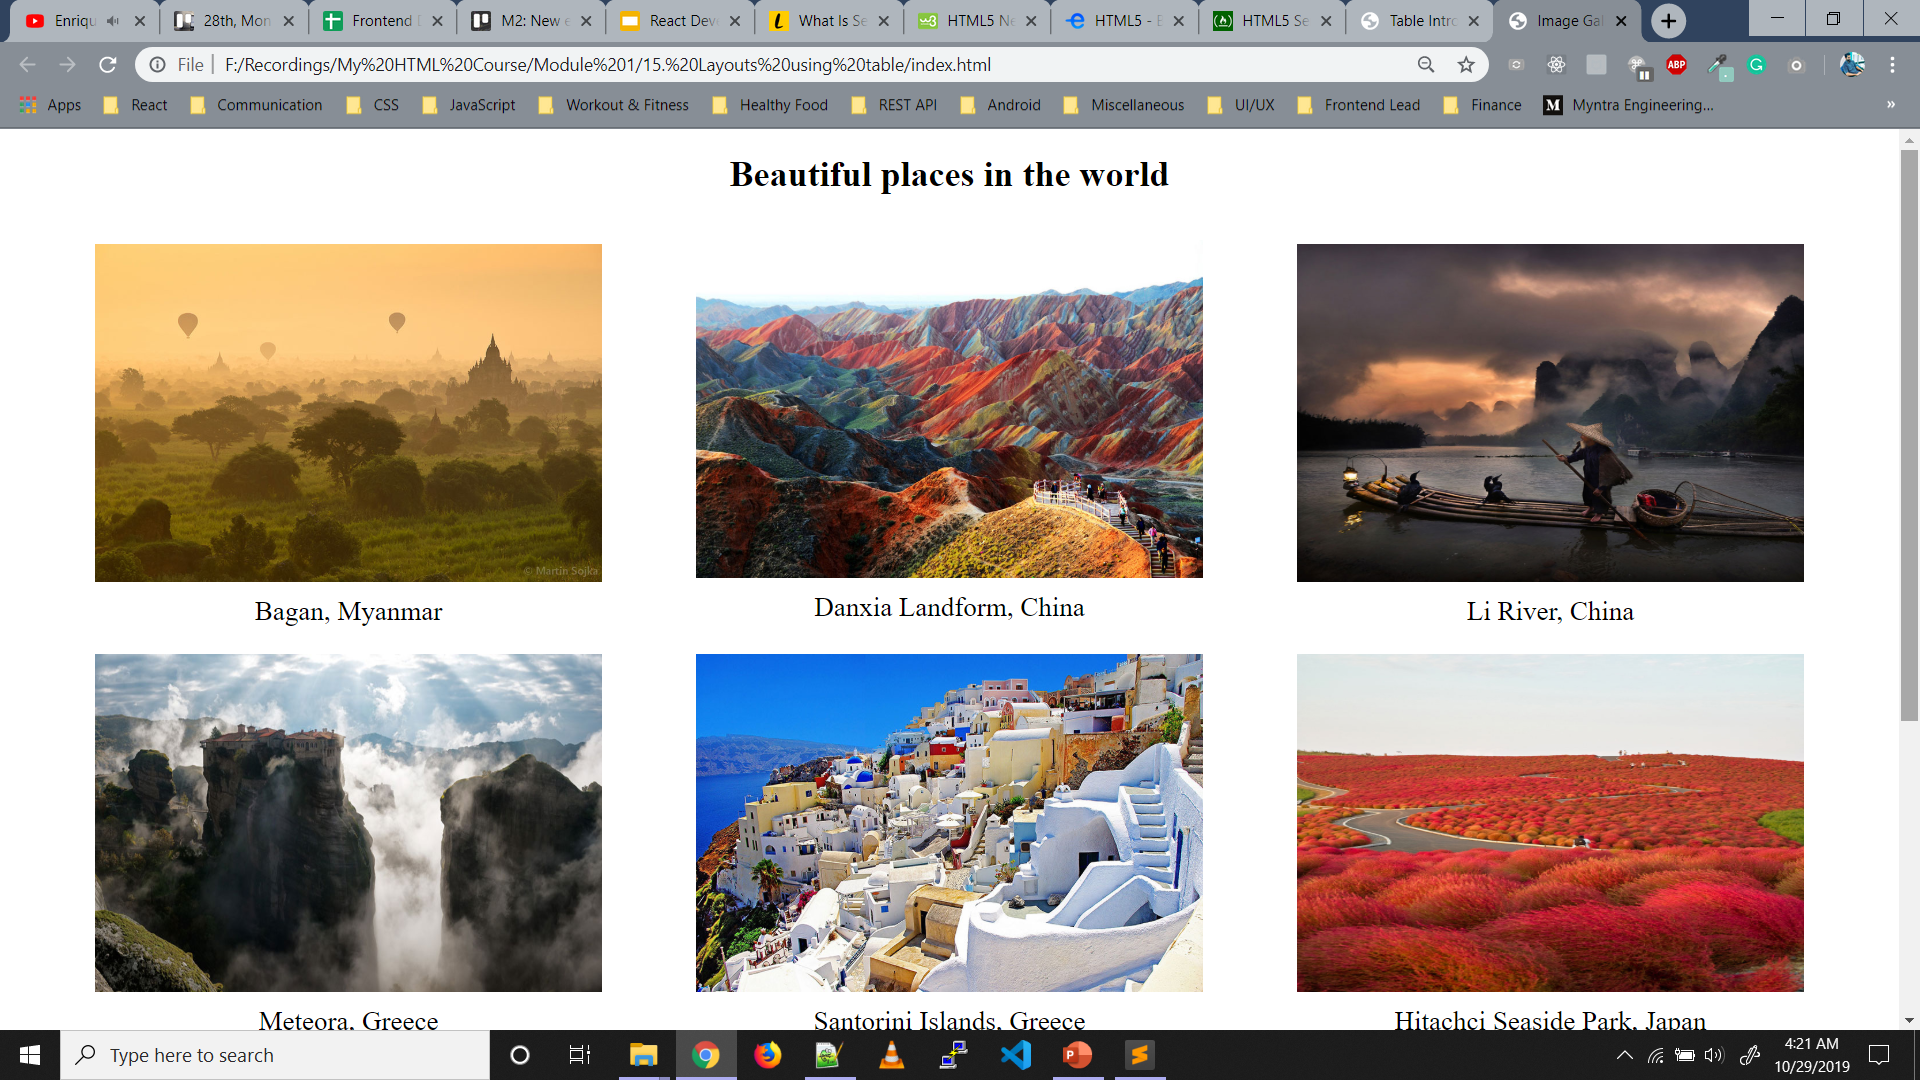 Enriqu
28th, Mon
Frontend D
M2: New e
React Deve
What Is Se
HTML5 Ne
HTML5 - B
HTML5 Se
Table Intro
Image Gal
File
F:/Recordings/My%20HTML%20Course/Module%201/15.%20Layouts%20using%20table/index.html
ABP
Apps
React
Communication
CSS
JavaScript
Workout & Fitness
Healthy Food
REST API
Android
Miscellaneous
UI/UX
Frontend Lead
Finance
Myntra Engineering...
Beautiful places in the world
© Martin Sojka
Bagan, Myanmar
Danxia Landform, China
Li River, China
Meteora, Greece
Santorini Islands, Greece
Hitachci Seaside Park, Japan
Type here to search
4:21 AM
10/29/2019